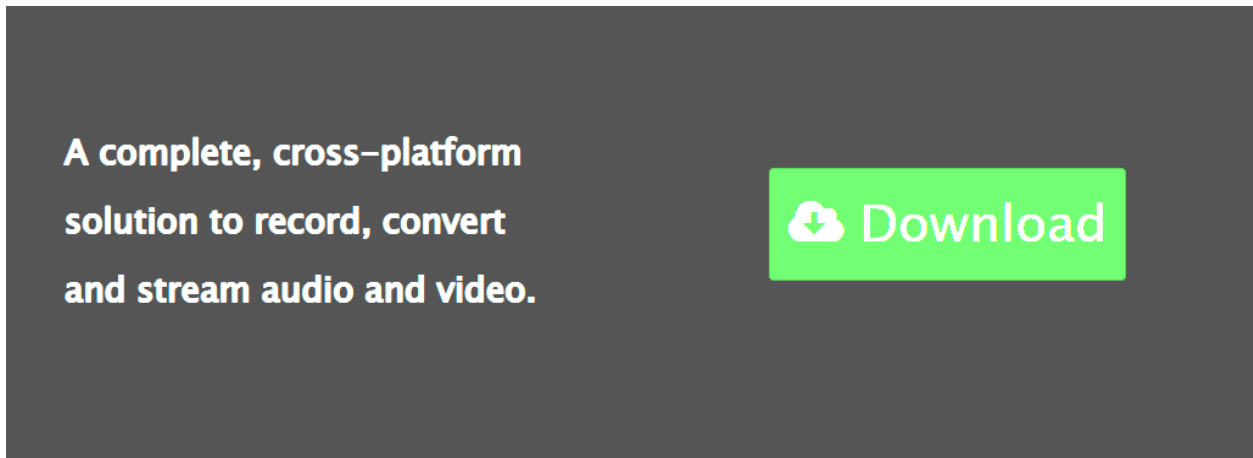 A complete, cross-platform
solution to record, convert
and stream audio and video.
Download